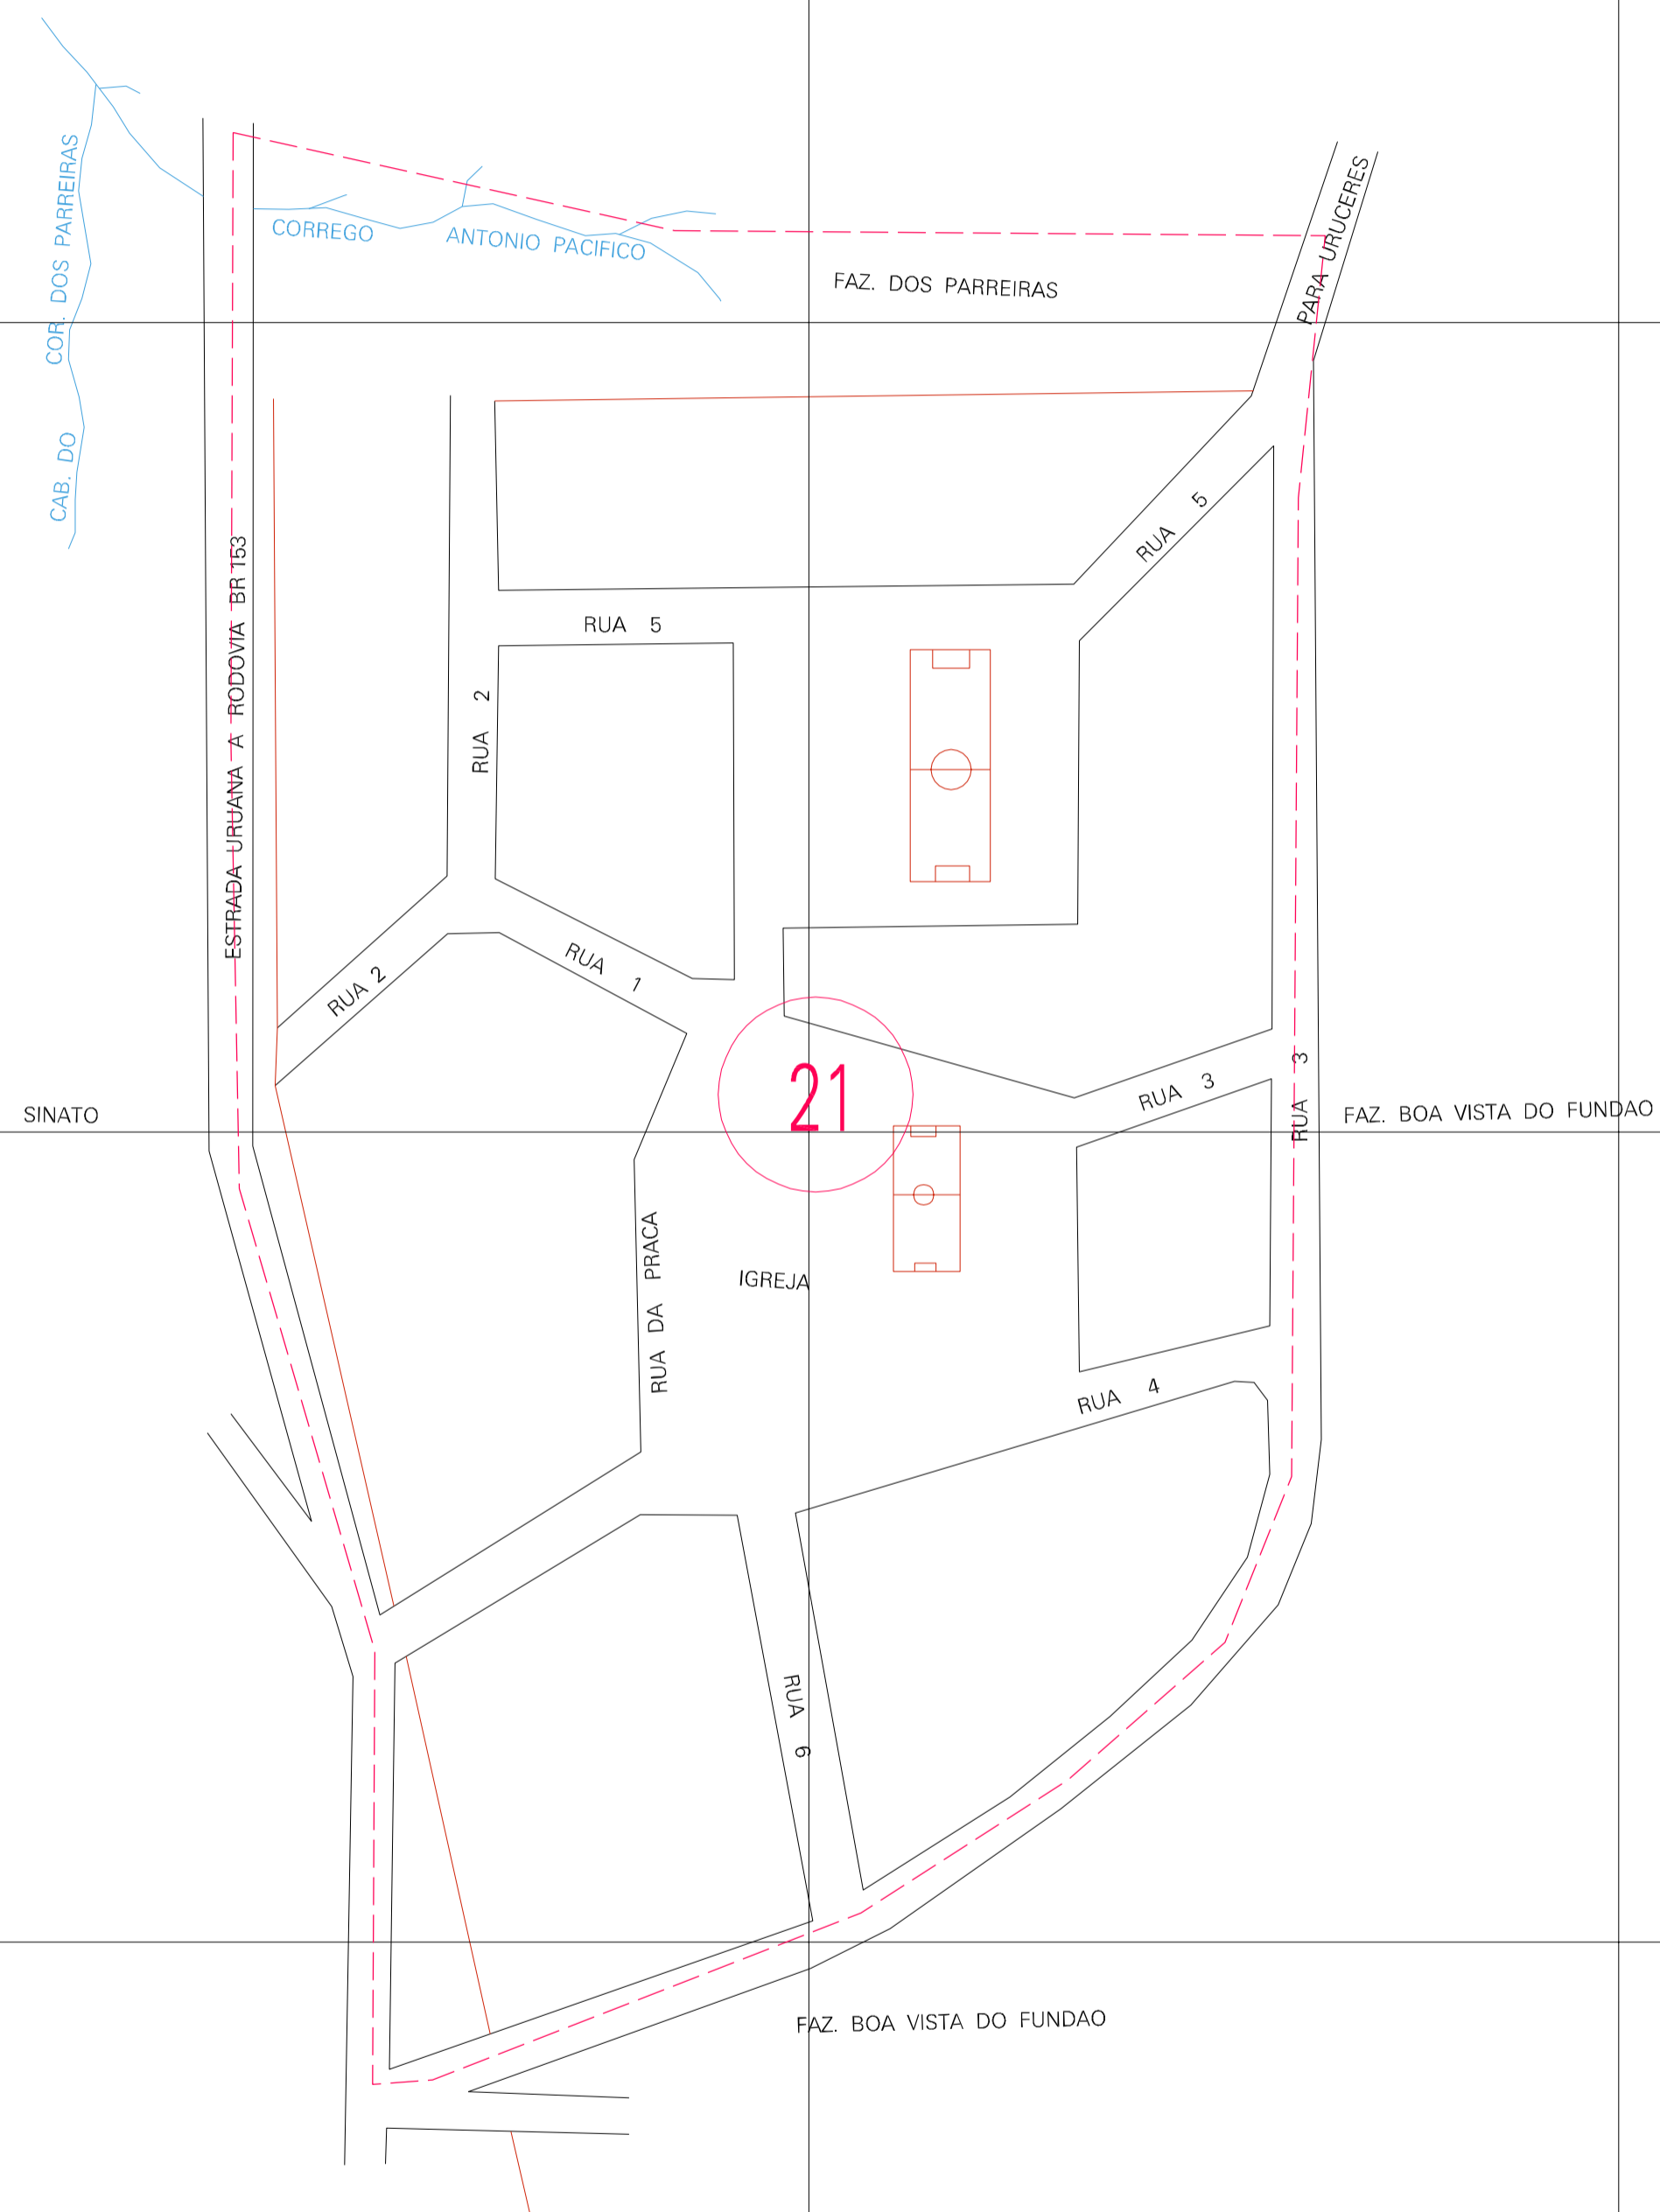 COR. DOS PARREIRAS
CAB. DO
CORREGO
ANTONIO PACIFICO
PARA URUCERES
FAZ. DOS PARREIRAS
RUA 5
ESTRADA URUANA A RODOVIA BR 153
RUA 5
RUA 2
RUA 1
RUA 2
21
RUA 3
RUA 3
SINATO
FAZ. BOA VISTA DO FUNDAO
RUA DA PRACA
IGREJA
RUA 4
RUA 6
FAZ. BOA VISTA DO FUNDAO